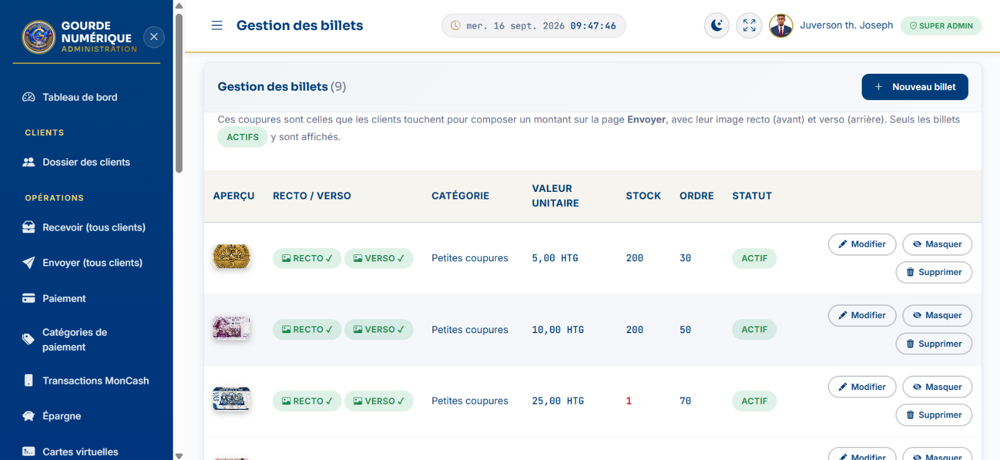 GOURDE
NUMÉRIQUE
ADMINISTRATION
Tableau de bord
CLIENTS
Dossier des clients
OPÉRATIONS
Recevoir (tous clients)
Envoyer (tous clients)
Paiement
Catégories de
paiement
Transactions MonCash
Épargne
Cartes virtuelles
Gestion des billets
mer. 16 sept. 2026 09:47:46
Juverson th. Joseph
SUPER ADMIN
Gestion des billets (9)
+ Nouveau billet
Ces coupures sont celles que les clients touchent pour composer un montant sur la page Envoyer, avec leur image recto (avant) et verso (arrière). Seuls les billets
ACTIFS y sont affichés.
APERÇU RECTO / VERSO CATÉGORIE VALEUR UNITAIRE STOCK ORDRE STATUT
RECTO ✓ VERSO ✓ Petites coupures 5,00 HTG 200 30 ACTIF Modifier Masquer
Supprimer
RECTO ✓ VERSO ✓ Petites coupures 10,00 HTG 200 50 ACTIF Modifier Masquer
Supprimer
RECTO ✓ VERSO ✓ Petites coupures 25,00 HTG 1 70 ACTIF Modifier Masquer
Supprimer
Modifier Masquer